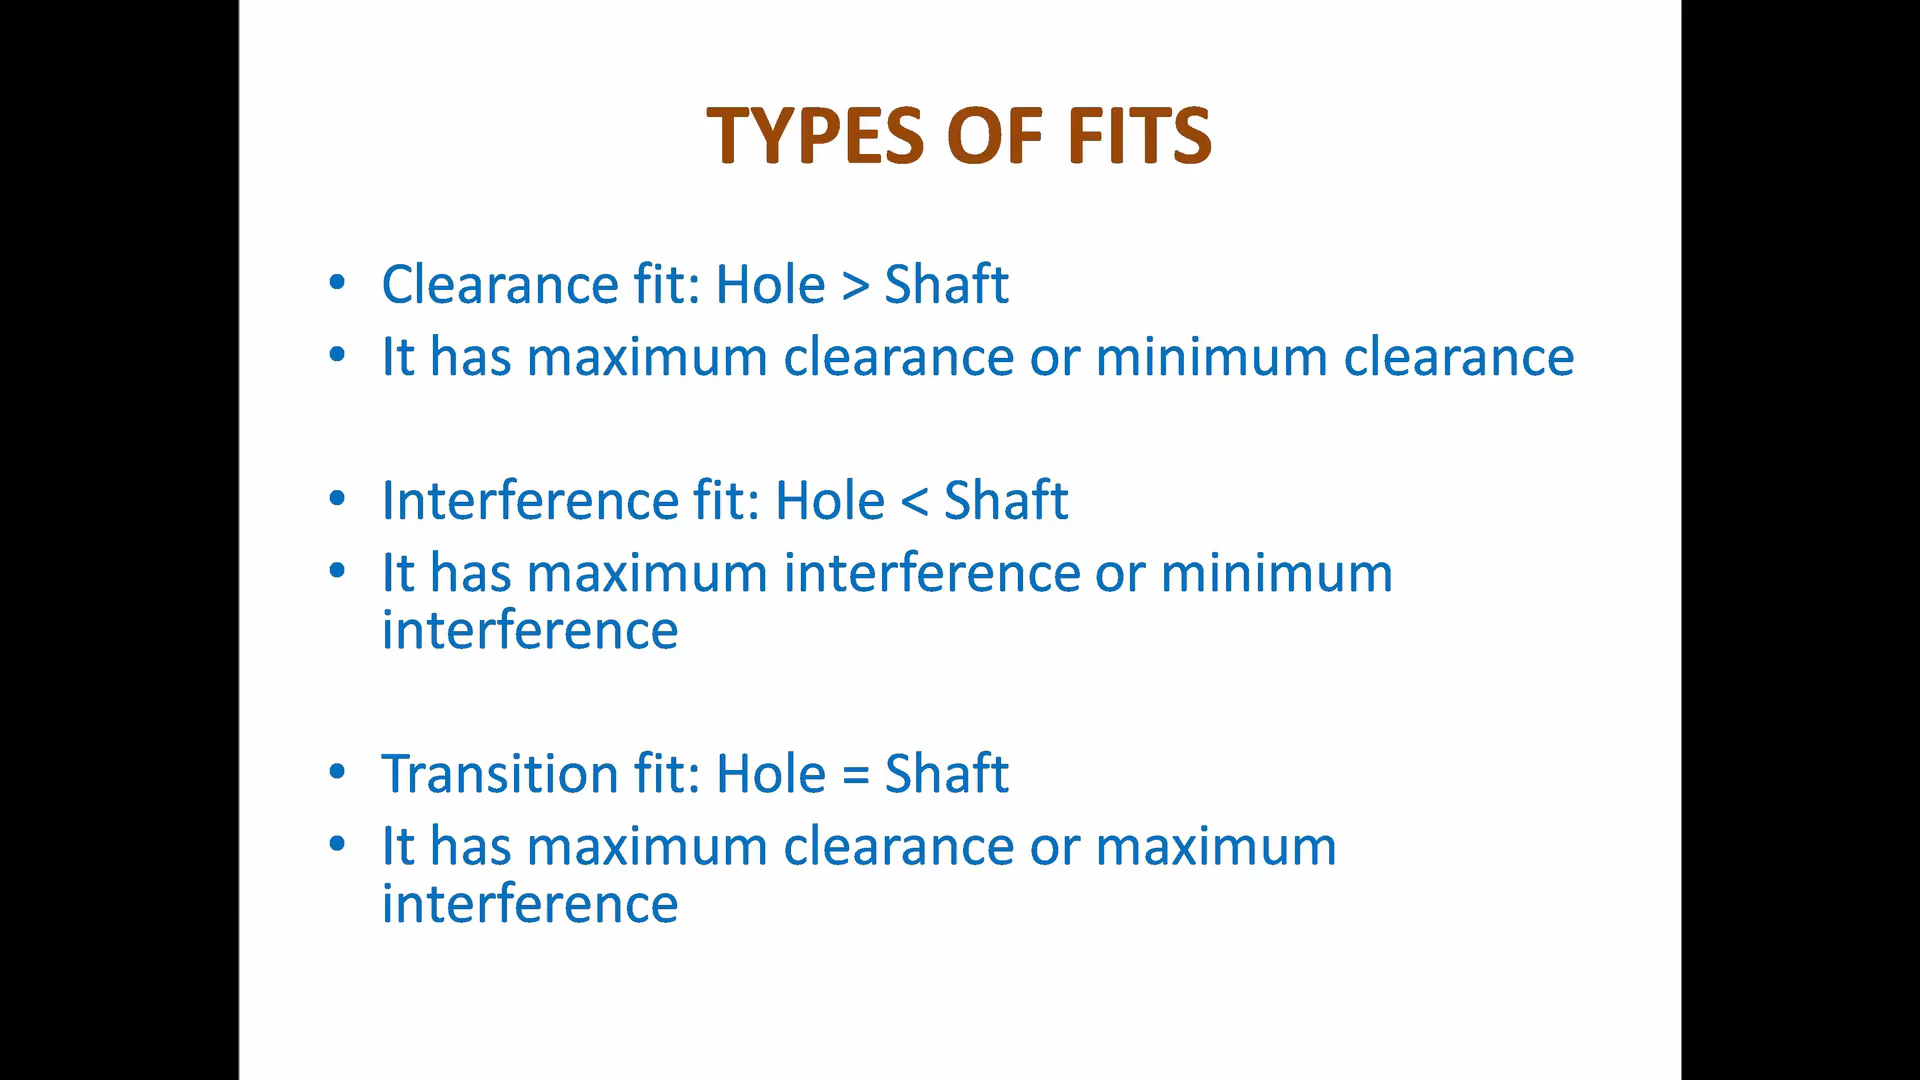 TYPES OF FITS
• Clearance fit: Hole > Shaft
• It has maximum clearance or minimum clearance
• Interference fit: Hole < Shaft
• It has maximum interference or minimum
interference
• Transition fit: Hole = Shaft
• It has maximum clearance or maximum
interference